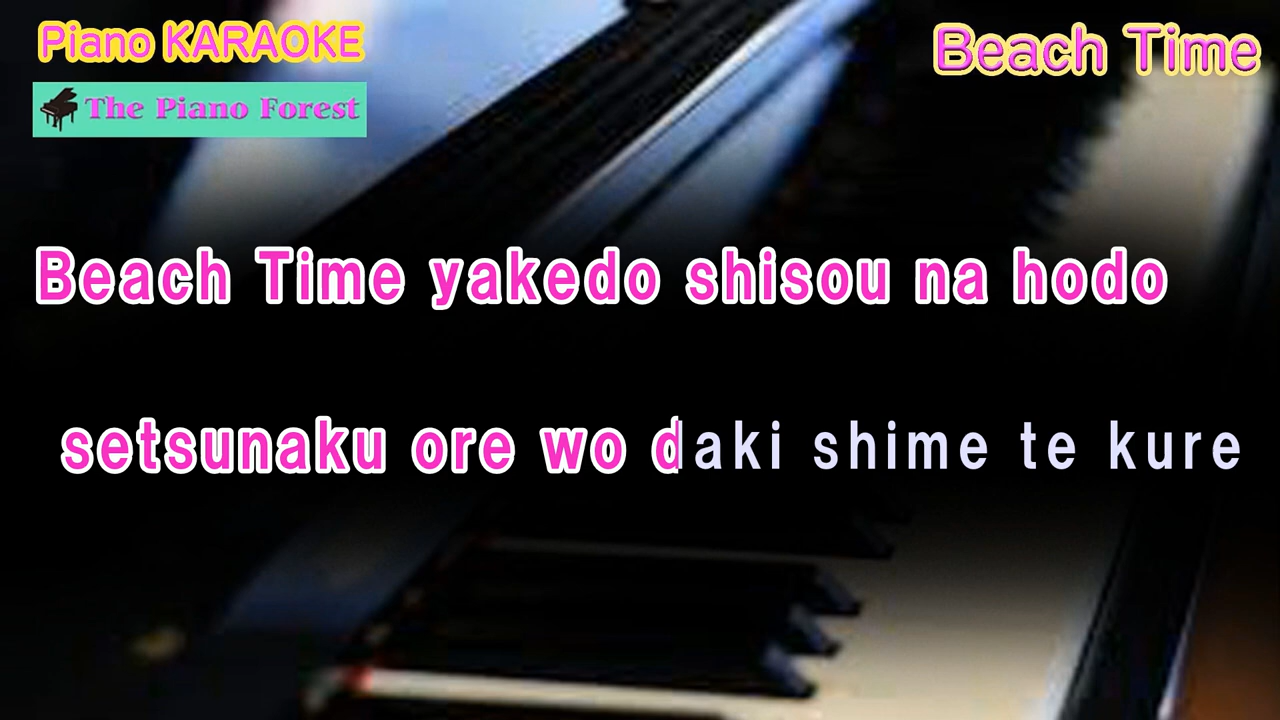 Piano KARAOKE
Beach Time
The Piano Forest
Beach Time yakedo shisou na hodo
setsunaku ore wo daki shime te kure